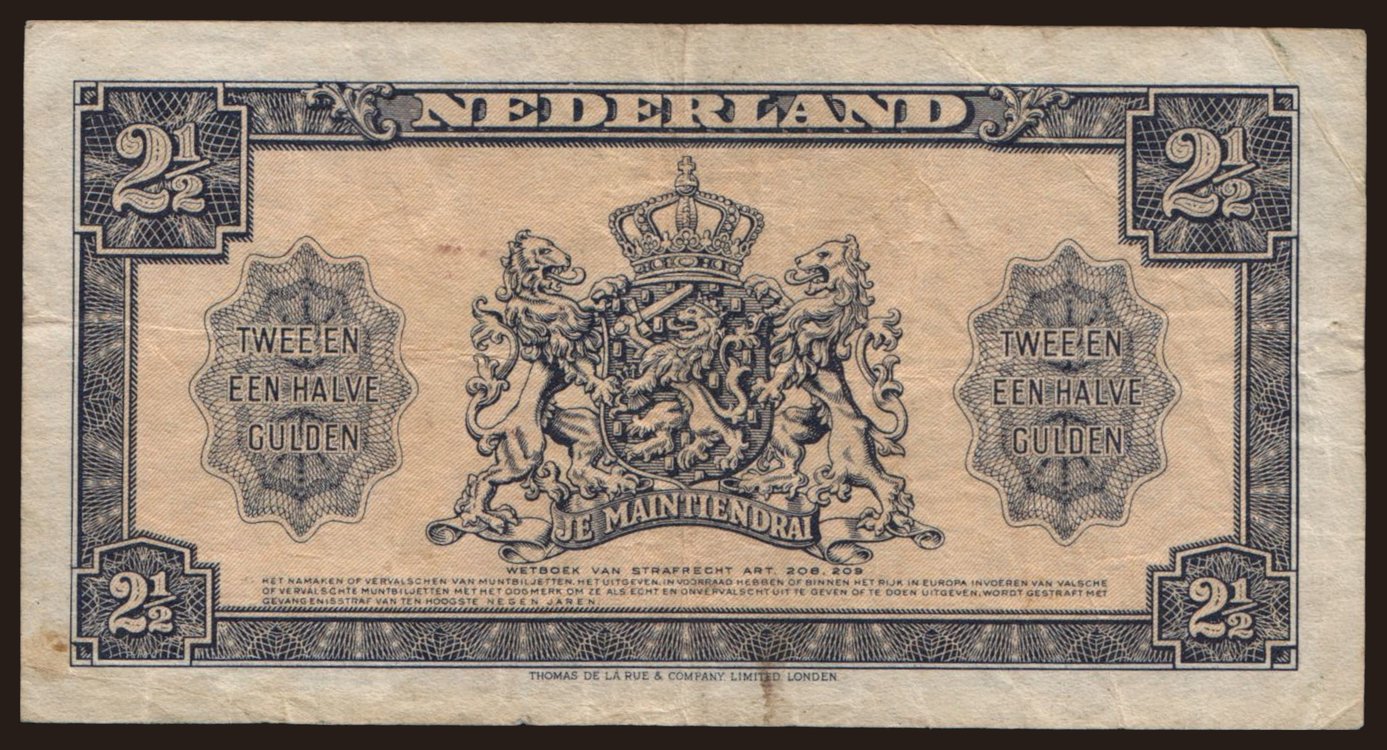 NEDERLAND
2½ 2½
TWEE EN
EEN HALVE
GULDEN
TWEE EN
EEN HALVE
GULDEN
JE MAINTIENDRAI
WETBOEK VAN STRAFRECHT ART. 208, 209
HET NAMAKEN OF VERVALSCHEN VAN MUNTBILJETTEN, HET UITGEVEN, IN VOORRAAD HEBBEN OF BINNEN HET RIJK IN EUROPA INVOEREN VAN VALSCHE
OF VERVALSCHTE MUNTBILJETTEN MET HET OOGMERK OM ZE ALS ECHT EN ONVERVALSCHT UIT TE GEVEN OF TE DOEN UITGEVEN, WORDT GESTRAFT MET
GEVANGENISSTRAF VAN TEN HOOGSTE NEGEN JAREN.
2½ 2½
THOMAS DE LA RUE & COMPANY, LIMITED, LONDEN